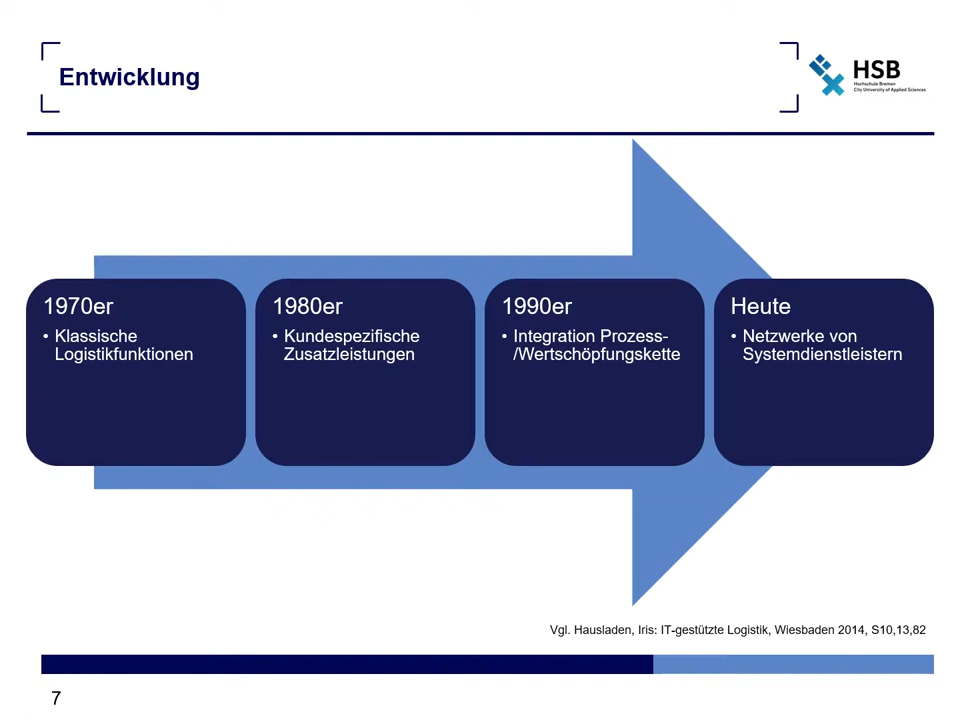 Entwicklung
HSB
Hochschule Bremen
City University of Applied Sciences
1970er
• Klassische
Logistikfunktionen
1980er
• Kundespezifische
Zusatzleistungen
1990er
• Integration Prozess-
/Wertschöpfungskette
Heute
• Netzwerke von
Systemdienstleistern
Vgl. Hausladen, Iris: IT-gestützte Logistik, Wiesbaden 2014, S10,13,82
7